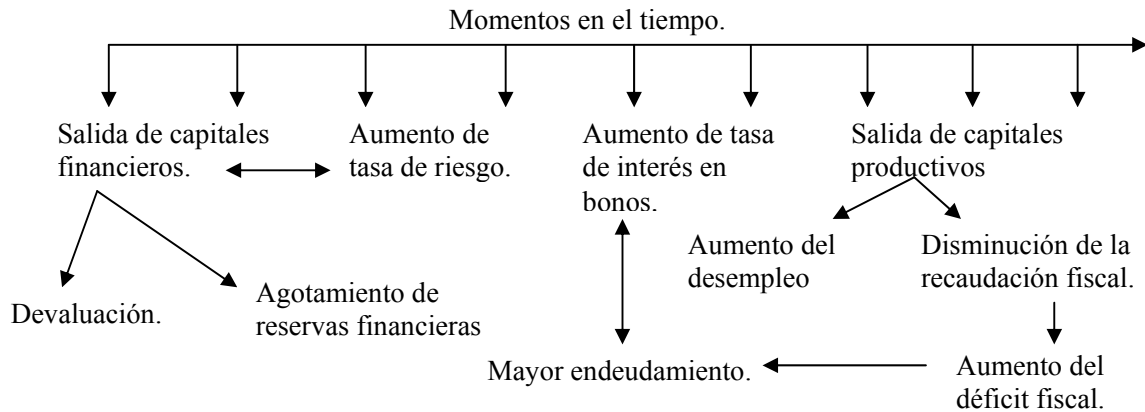 Momentos en el tiempo.
Salida de capitales
financieros.
Aumento de
tasa de riesgo.
Aumento de tasa
de interés en
bonos.
Salida de capitales
productivos
Aumento del
desempleo
Disminución de la
recaudación fiscal.
Devaluación.
Agotamiento de
reservas financieras
Mayor endeudamiento.
Aumento del
déficit fiscal.